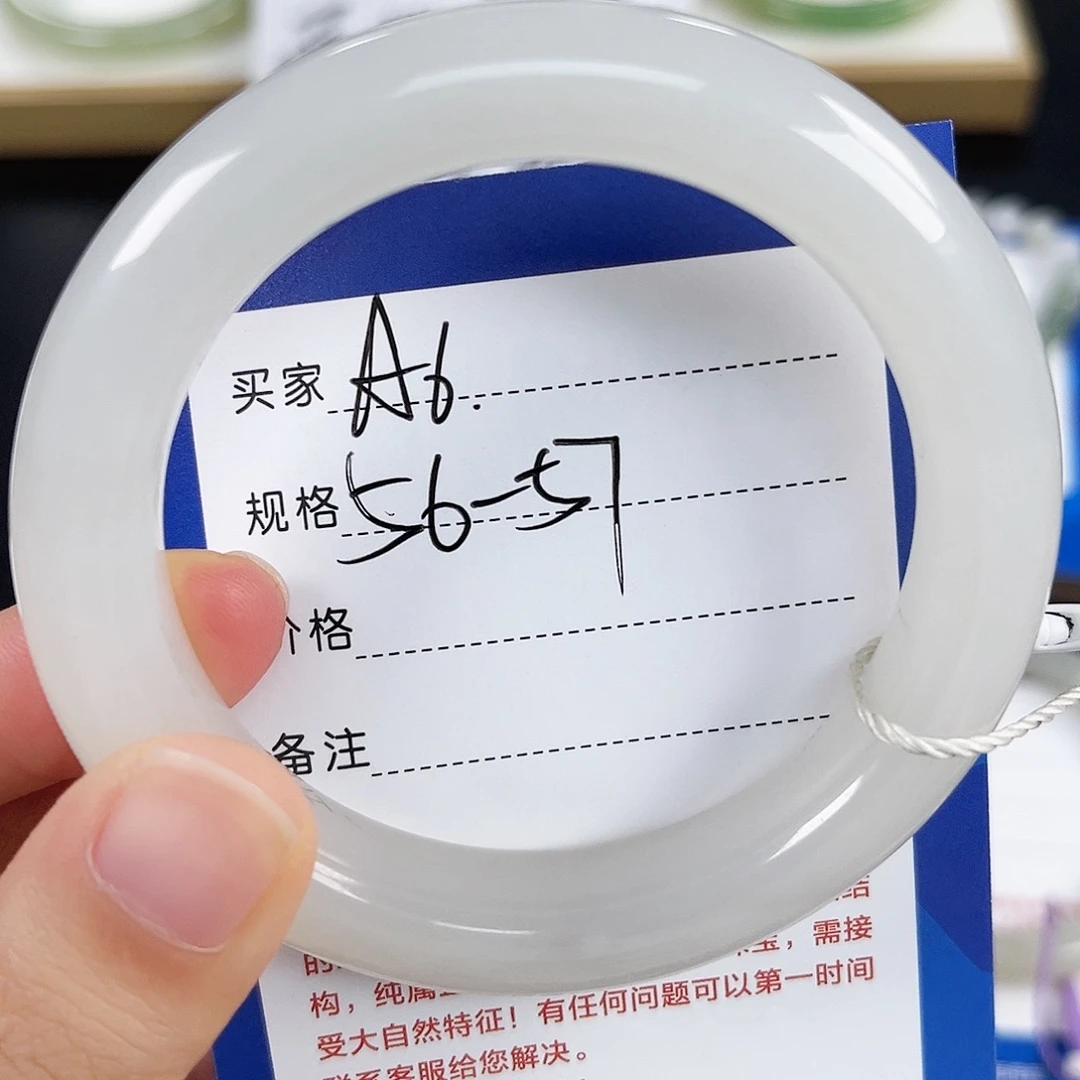 买家 A6.
规格 56-57
价格
备注
结
的
宝，需接
构，纯属
受大自然特征！有任何问题可以第一时间
联系客服给您解决。